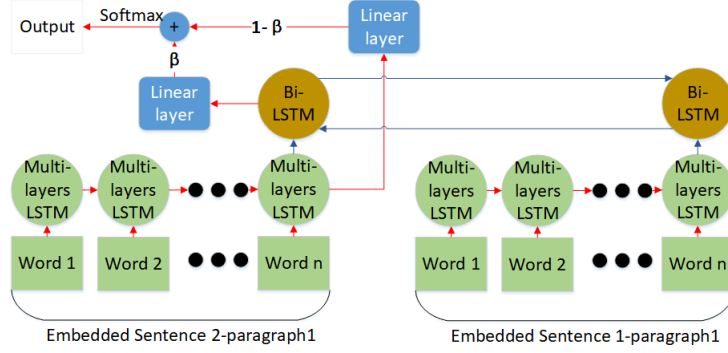 Output
Softmax
+
1- β
Linear
layer
β
Linear
layer
Bi-
LSTM
Bi-
LSTM
Multi-
layers
LSTM
Multi-
layers
LSTM
Multi-
layers
LSTM
Multi-
layers
LSTM
Multi-
layers
LSTM
Multi-
layers
LSTM
Word 1
Word 2
Word n
Word 1
Word 2
Word n
Embedded Sentence 2-paragraph1
Embedded Sentence 1-paragraph1